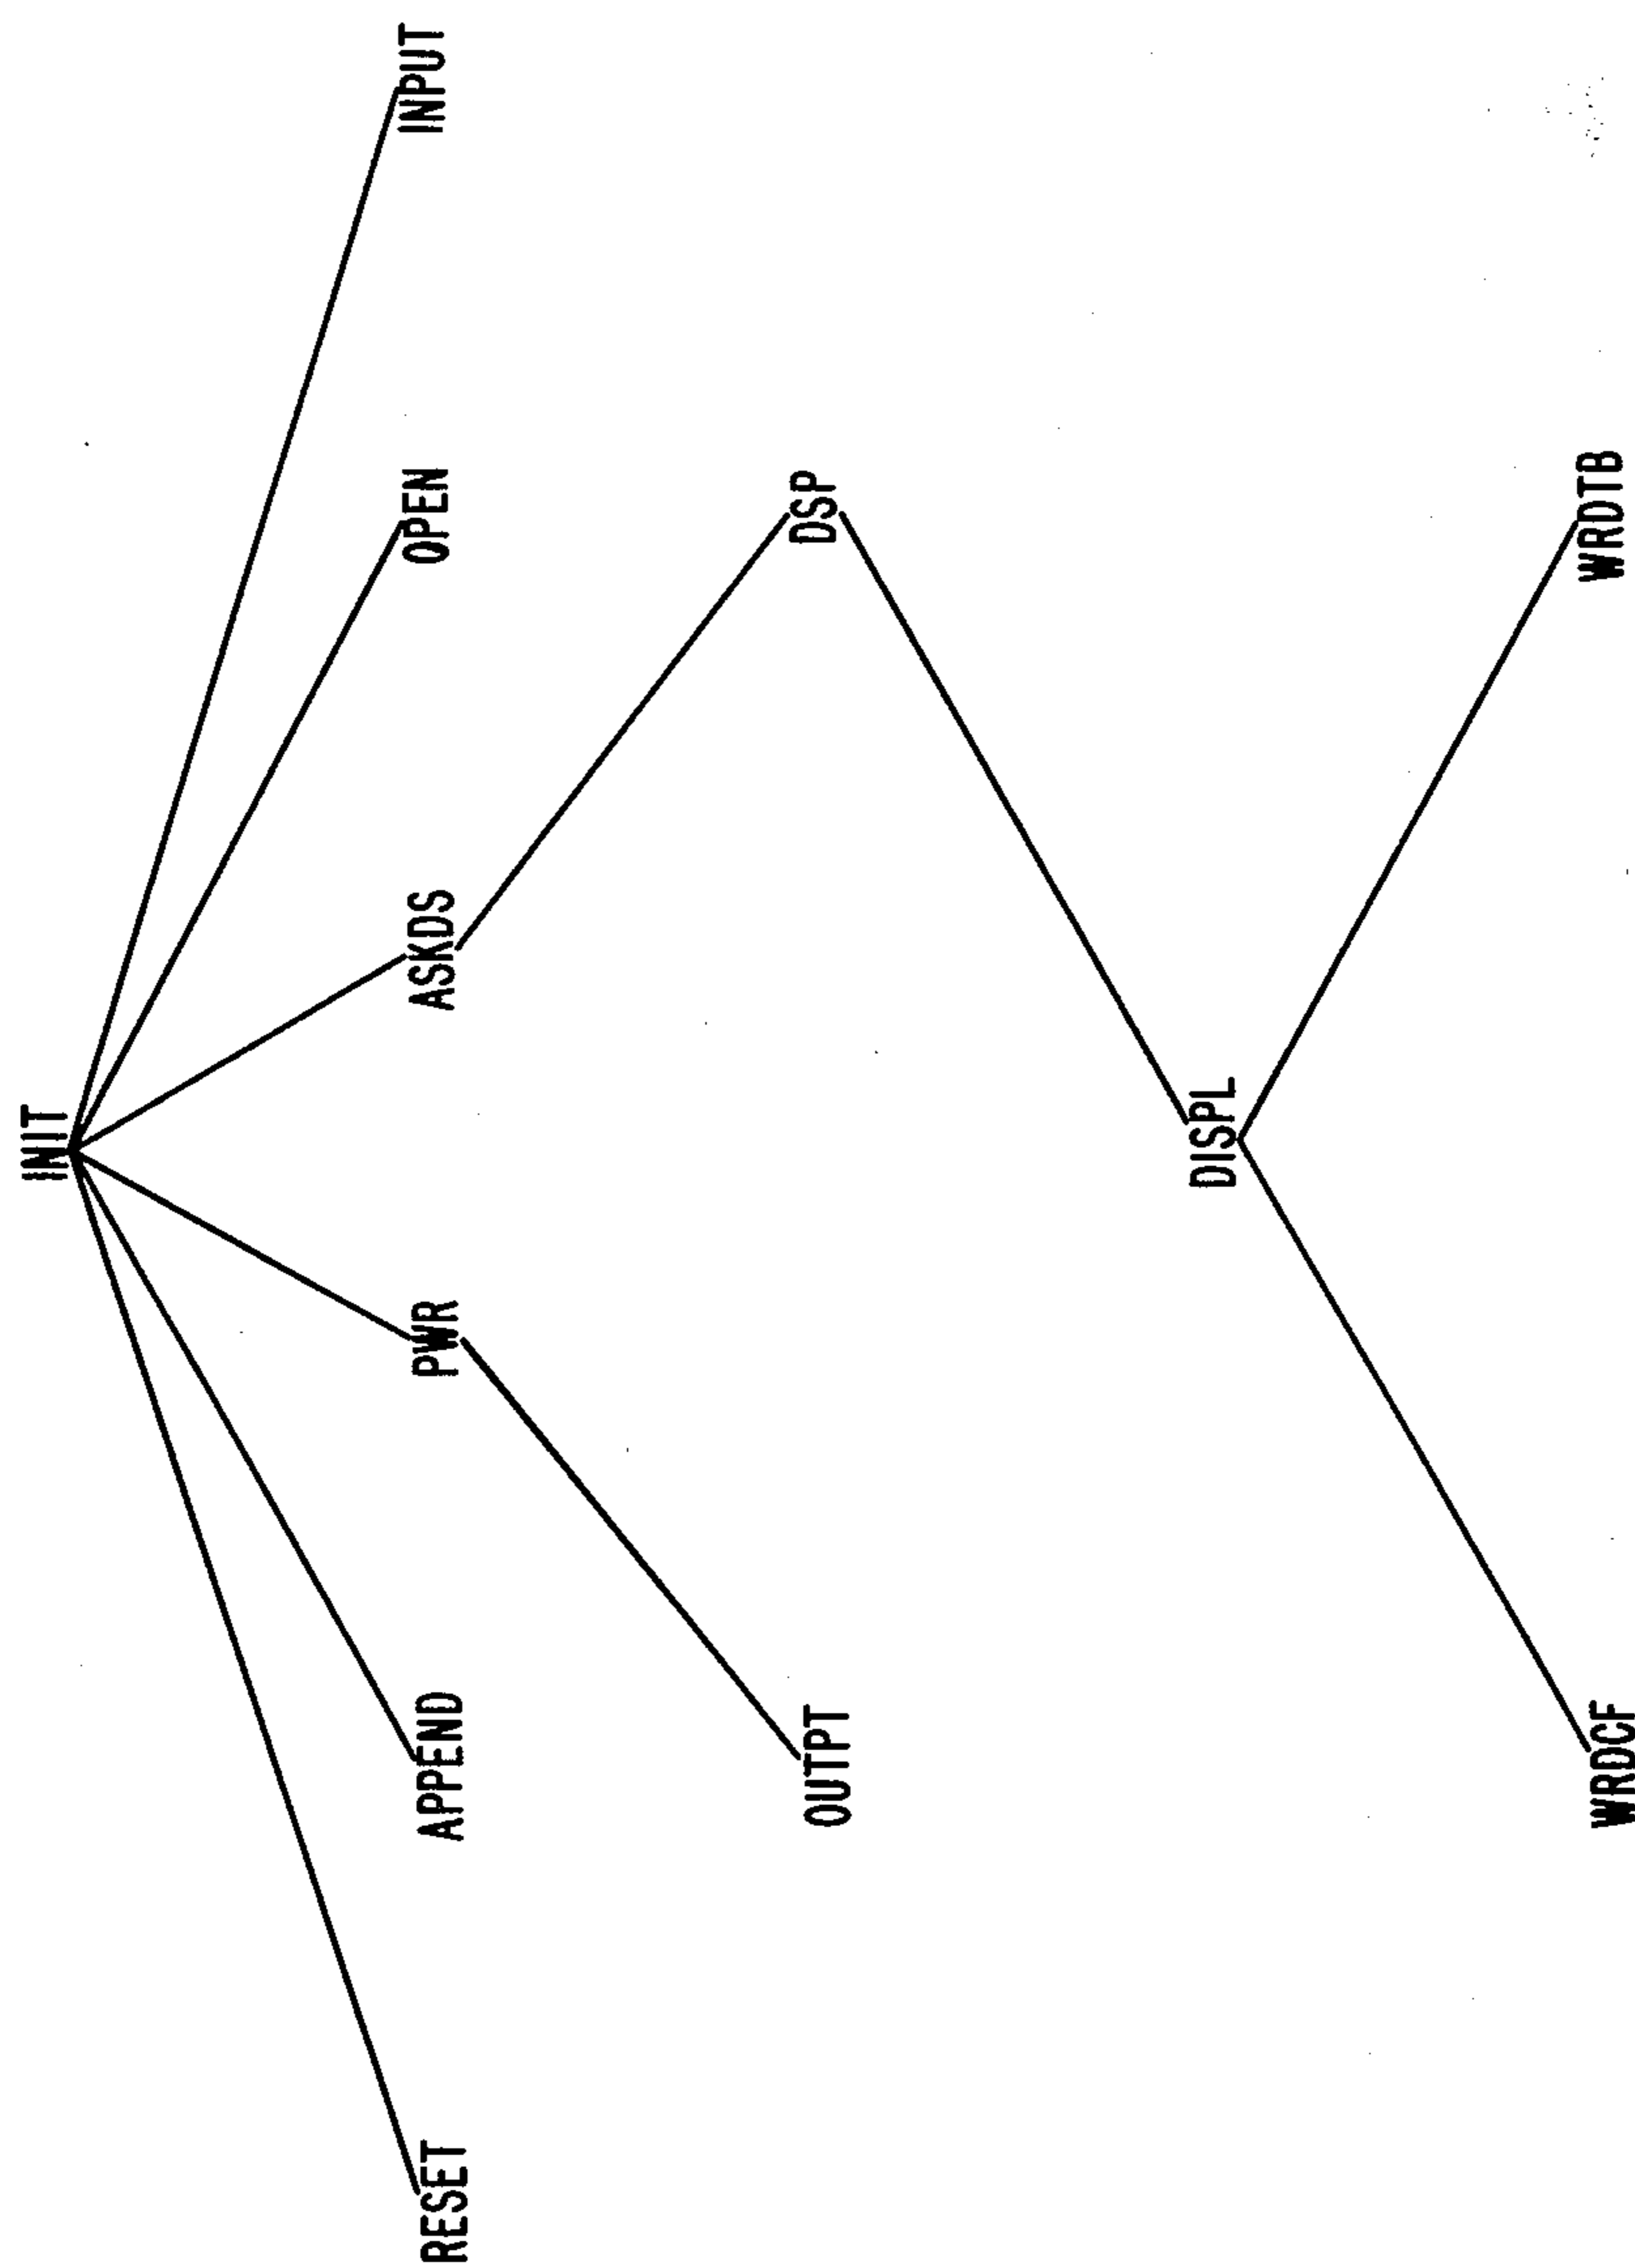 INIT
RESET
APPEND
PWR
ASKDS
OPEN
INPUT
OUTPT
DSP
DISPL
WRDCF
WRDTB